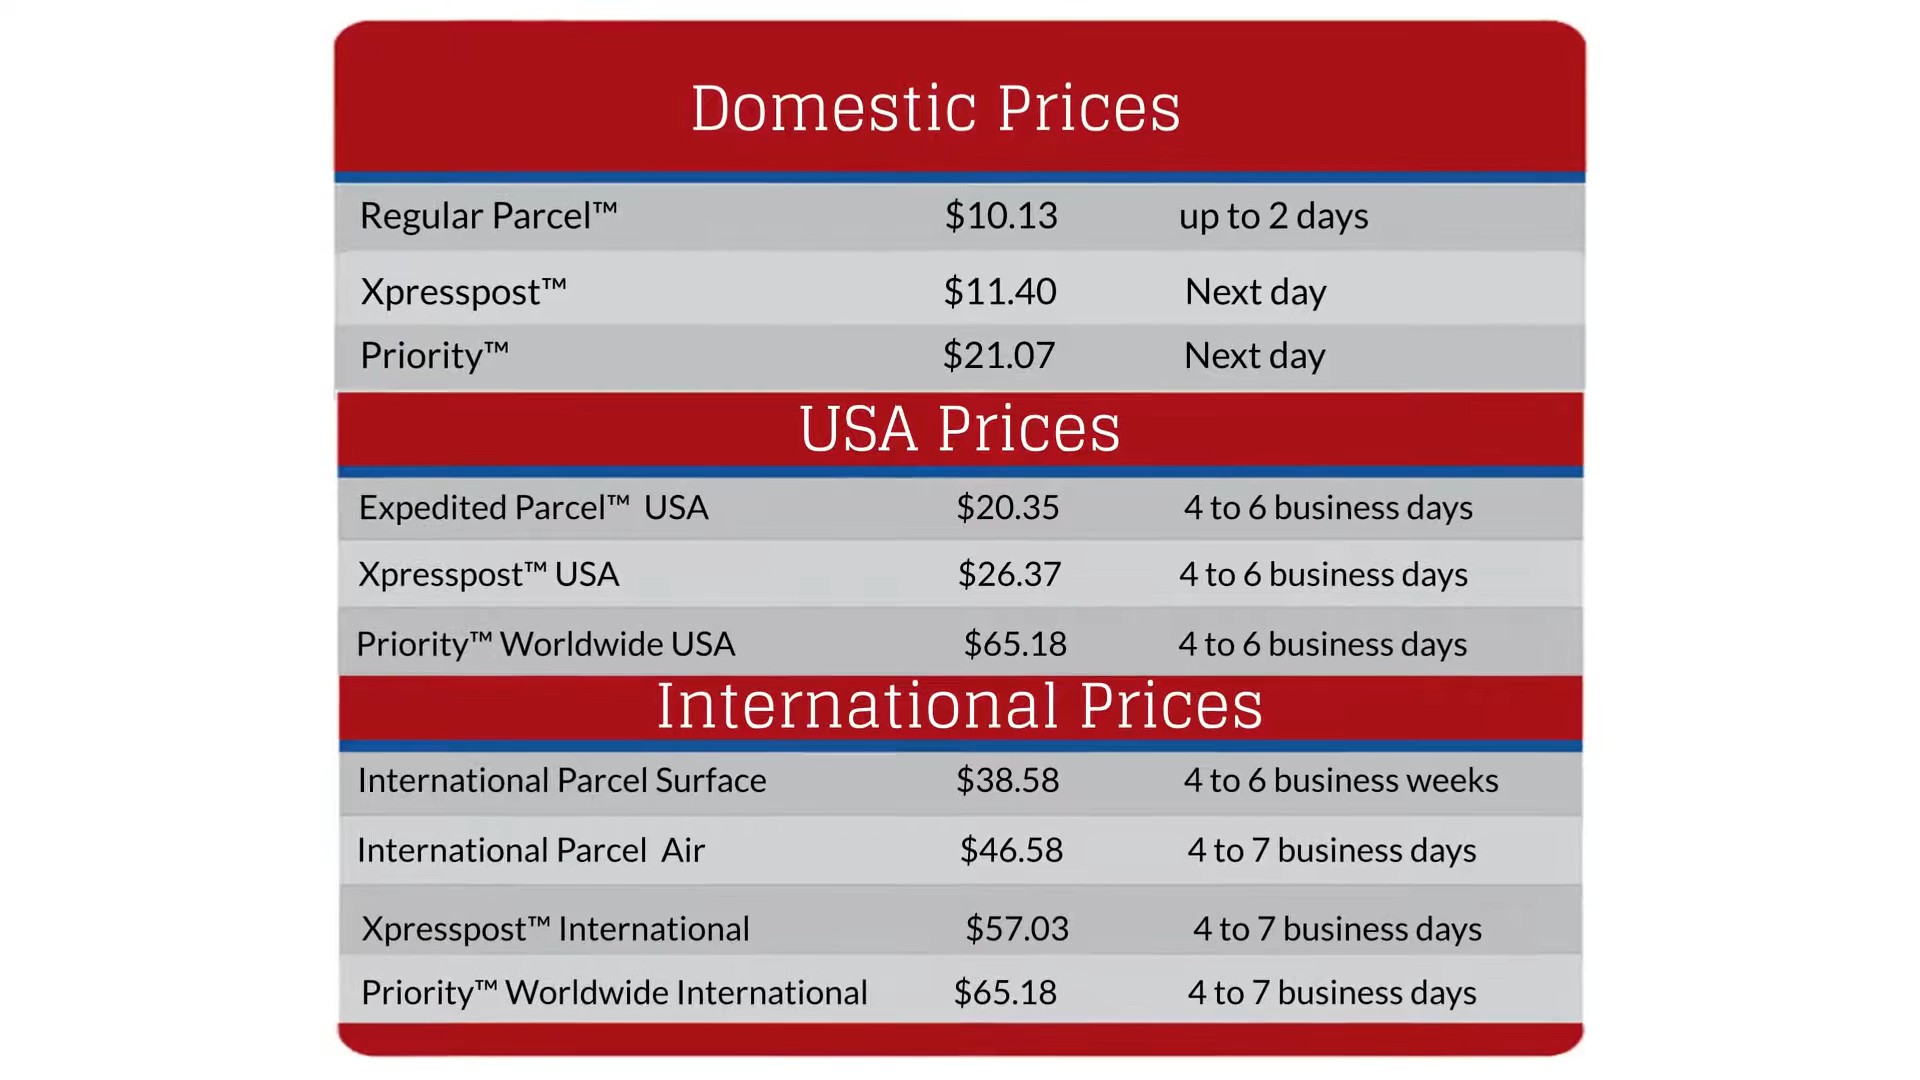 Domestic Prices
Regular Parcel™ $10.13 up to 2 days
Xpresspost™ $11.40 Next day
Priority™ $21.07 Next day
USA Prices
Expedited Parcel™ USA $20.35 4 to 6 business days
Xpresspost™ USA $26.37 4 to 6 business days
Priority™ Worldwide USA $65.18 4 to 6 business days
International Prices
International Parcel Surface $38.58 4 to 6 business weeks
International Parcel Air $46.58 4 to 7 business days
Xpresspost™ International $57.03 4 to 7 business days
Priority™ Worldwide International $65.18 4 to 7 business days